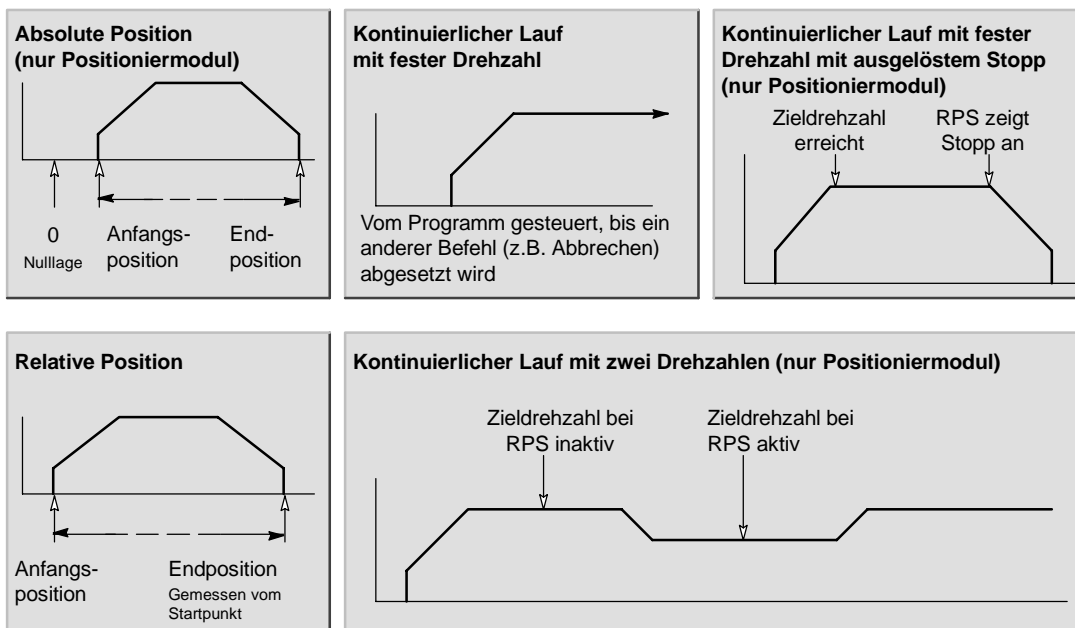 Absolute Position
(nur Positioniermodul)
0
Nulllage
Anfangs-
position
End-
position
Kontinuierlicher Lauf
mit fester Drehzahl
Vom Programm gesteuert, bis ein
anderer Befehl (z.B. Abbrechen)
abgesetzt wird
Kontinuierlicher Lauf mit fester
Drehzahl mit ausgelöstem Stopp
(nur Positioniermodul)
Zieldrehzahl
erreicht
RPS zeigt
Stopp an
Relative Position
Anfangs-
position
Endposition
Gemessen vom
Startpunkt
Kontinuierlicher Lauf mit zwei Drehzahlen (nur Positioniermodul)
Zieldrehzahl bei
RPS inaktiv
Zieldrehzahl bei
RPS aktiv